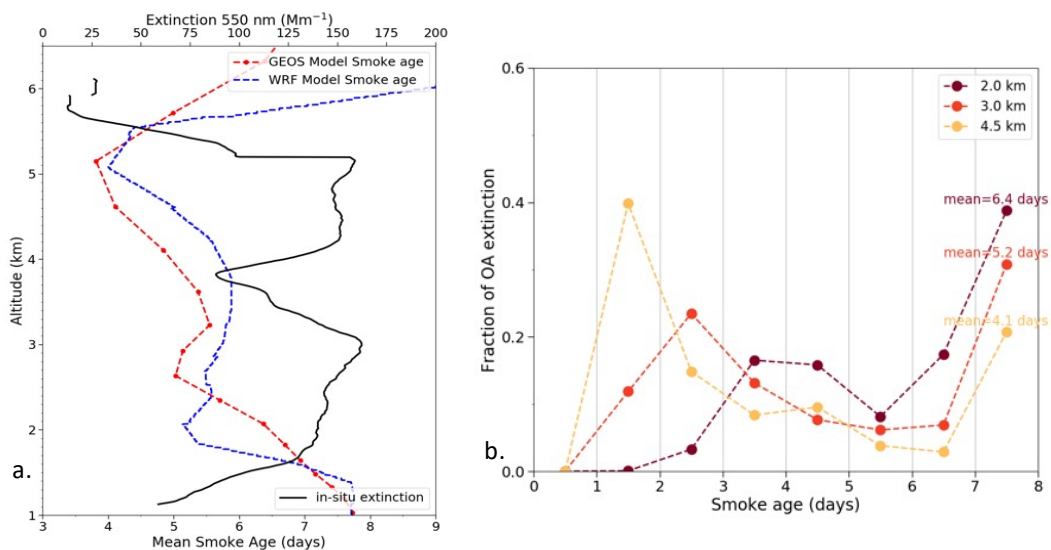 Extinction 550 nm (Mm⁻¹)
0 25 50 75 100 125 150 175 200
GEOS Model Smoke age
WRF Model Smoke age
6
5
4
3
2
1
Altitude (km)
a.
in-situ extinction
3 4 5 6 7 8 9
Mean Smoke Age (days)
0.6
0.4
0.2
0.0
Fraction of OA extinction
2.0 km
3.0 km
4.5 km
mean=6.4 days
mean=5.2 days
mean=4.1 days
b.
0 1 2 3 4 5 6 7 8
Smoke age (days)